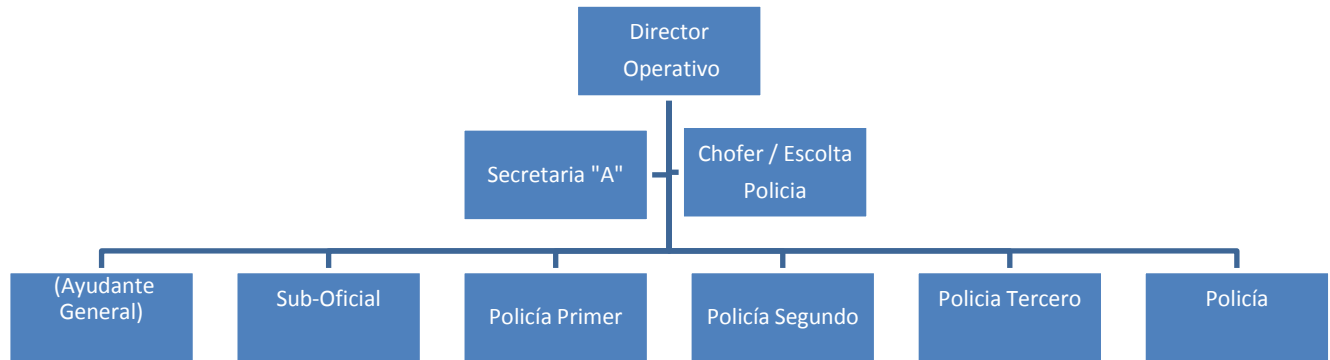 Director
Operativo
Secretaria "A"
Chofer / Escolta
Policia
(Ayudante
General)
Sub-Oficial
Policía Primer
Policía Segundo
Policia Tercero
Policía